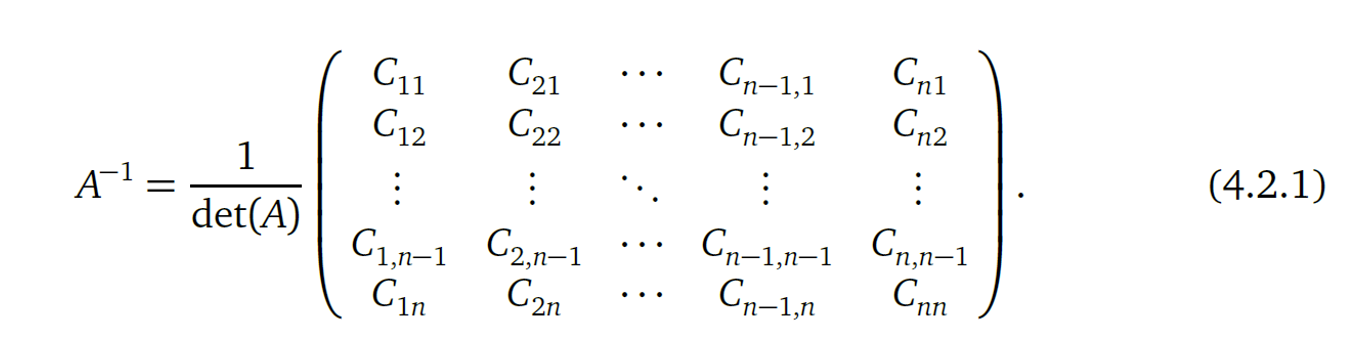 $$A^{-1} = \frac{1}{\det(A)} \begin{pmatrix} C_{11} & C_{21} & \cdots & C_{n-1,1} & C_{n1} \\ C_{12} & C_{22} & \cdots & C_{n-1,2} & C_{n2} \\ \vdots & \vdots & \ddots & \vdots & \vdots \\ C_{1,n-1} & C_{2,n-1} & \cdots & C_{n-1,n-1} & C_{n,n-1} \\ C_{1n} & C_{2n} & \cdots & C_{n-1,n} & C_{nn} \end{pmatrix}. \qquad (4.2.1)$$